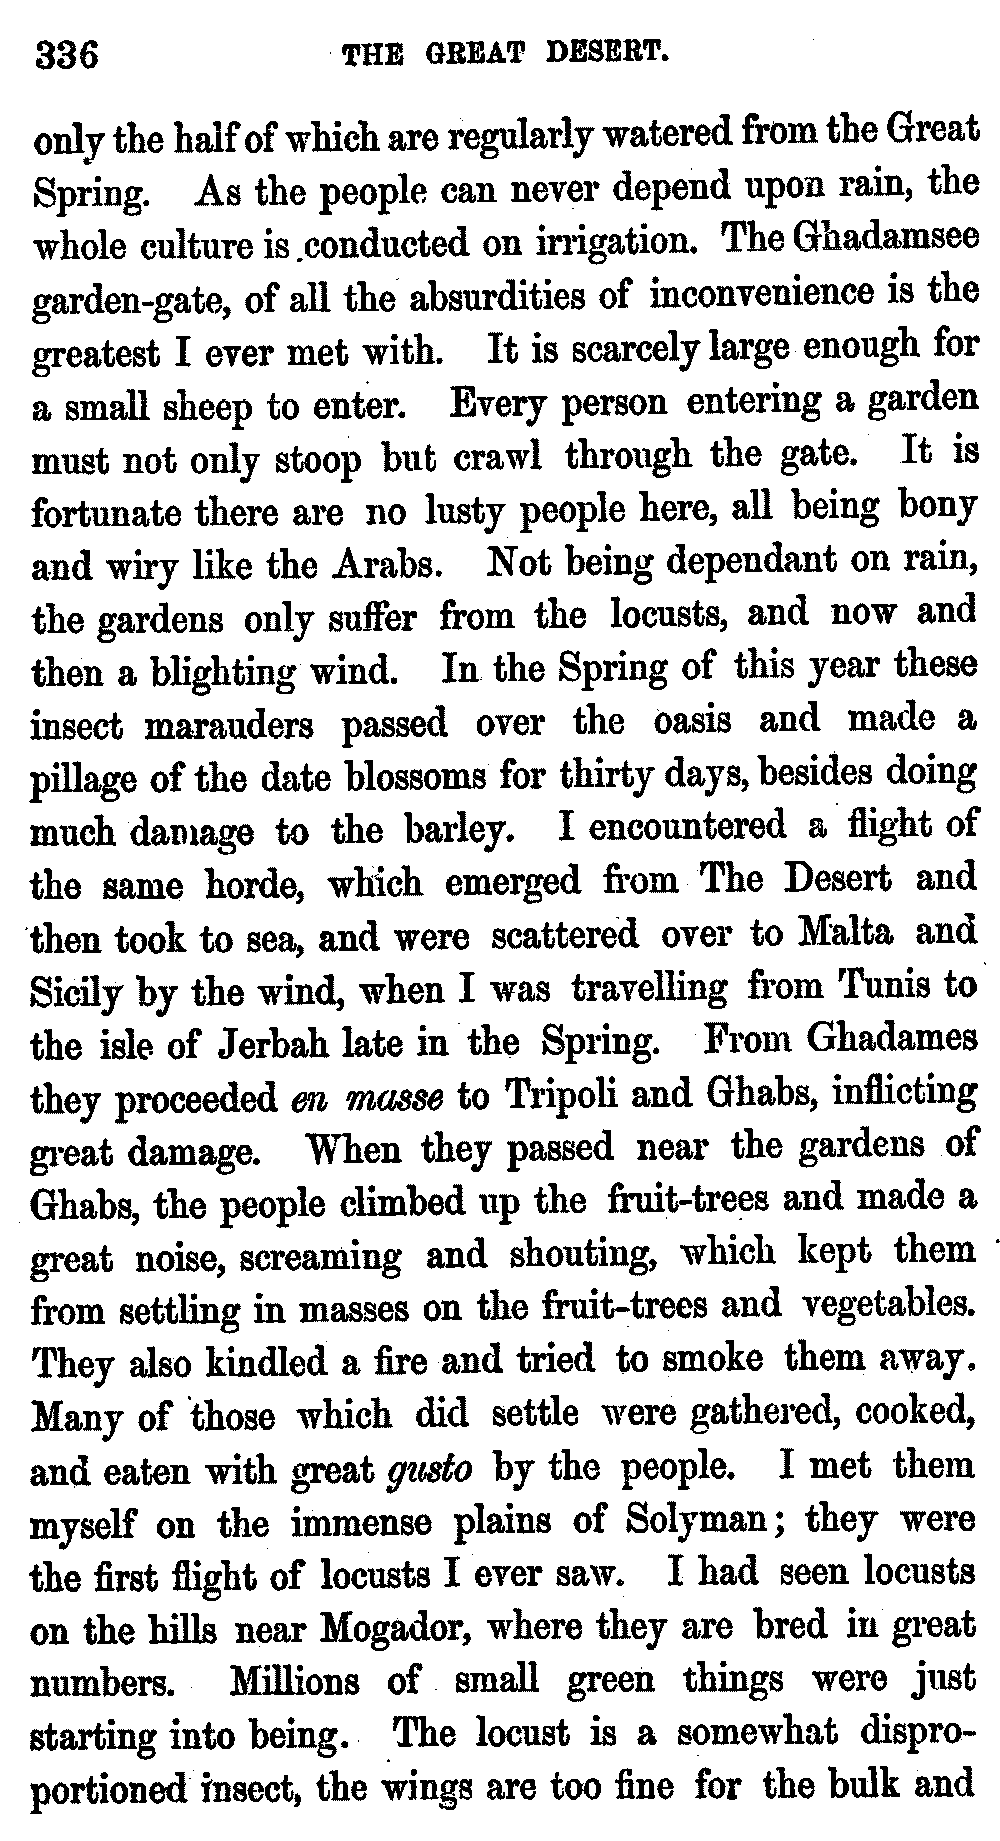 336 THE GREAT DESERT.
only the half of which are regularly watered from the Great
Spring. As the people can never depend upon rain, the
whole culture is conducted on irrigation. The Ghadamsee
garden-gate, of all the absurdities of inconvenience is the
greatest I ever met with. It is scarcely large enough for
a small sheep to enter. Every person entering a garden
must not only stoop but crawl through the gate. It is
fortunate there are no lusty people here, all being bony
and wiry like the Arabs. Not being dependant on rain,
the gardens only suffer from the locusts, and now and
then a blighting wind. In the Spring of this year these
insect marauders passed over the oasis and made a
pillage of the date blossoms for thirty days, besides doing
much damage to the barley. I encountered a flight of
the same horde, which emerged from The Desert and
then took to sea, and were scattered over to Malta and
Sicily by the wind, when I was travelling from Tunis to
the isle of Jerbah late in the Spring. From Ghadames
they proceeded en masse to Tripoli and Ghabs, inflicting
great damage. When they passed near the gardens of
Ghabs, the people climbed up the fruit-trees and made a
great noise, screaming and shouting, which kept them
from settling in masses on the fruit-trees and vegetables.
They also kindled a fire and tried to smoke them away.
Many of those which did settle were gathered, cooked,
and eaten with great gusto by the people. I met them
myself on the immense plains of Solyman; they were
the first flight of locusts I ever saw. I had seen locusts
on the hills near Mogador, where they are bred in great
numbers. Millions of small green things were just
starting into being. The locust is a somewhat dispro-
portioned insect, the wings are too fine for the bulk and